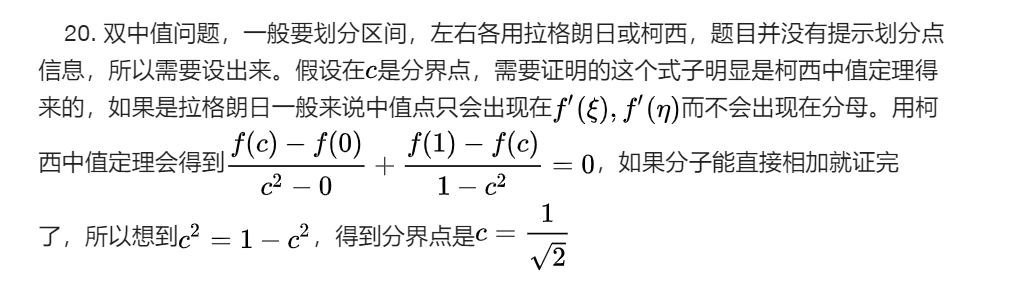 20. 双中值问题，一般要划分区间，左右各用拉格朗日或柯西，题目并没有提示划分点
信息，所以需要设出来。假设在c是分界点，需要证明的这个式子明显是柯西中值定理得
来的，如果是拉格朗日一般来说中值点只会出现在f′(ξ), f′(η)而不会出现在分母。用柯
西中值定理会得到\frac{f(c) − f(0)}{c² − 0} + \frac{f(1) − f(c)}{1 − c²} = 0，如果分子能直接相加就证完
了，所以想到c² = 1 − c²，得到分界点是c = \frac{1}{\sqrt{2}}